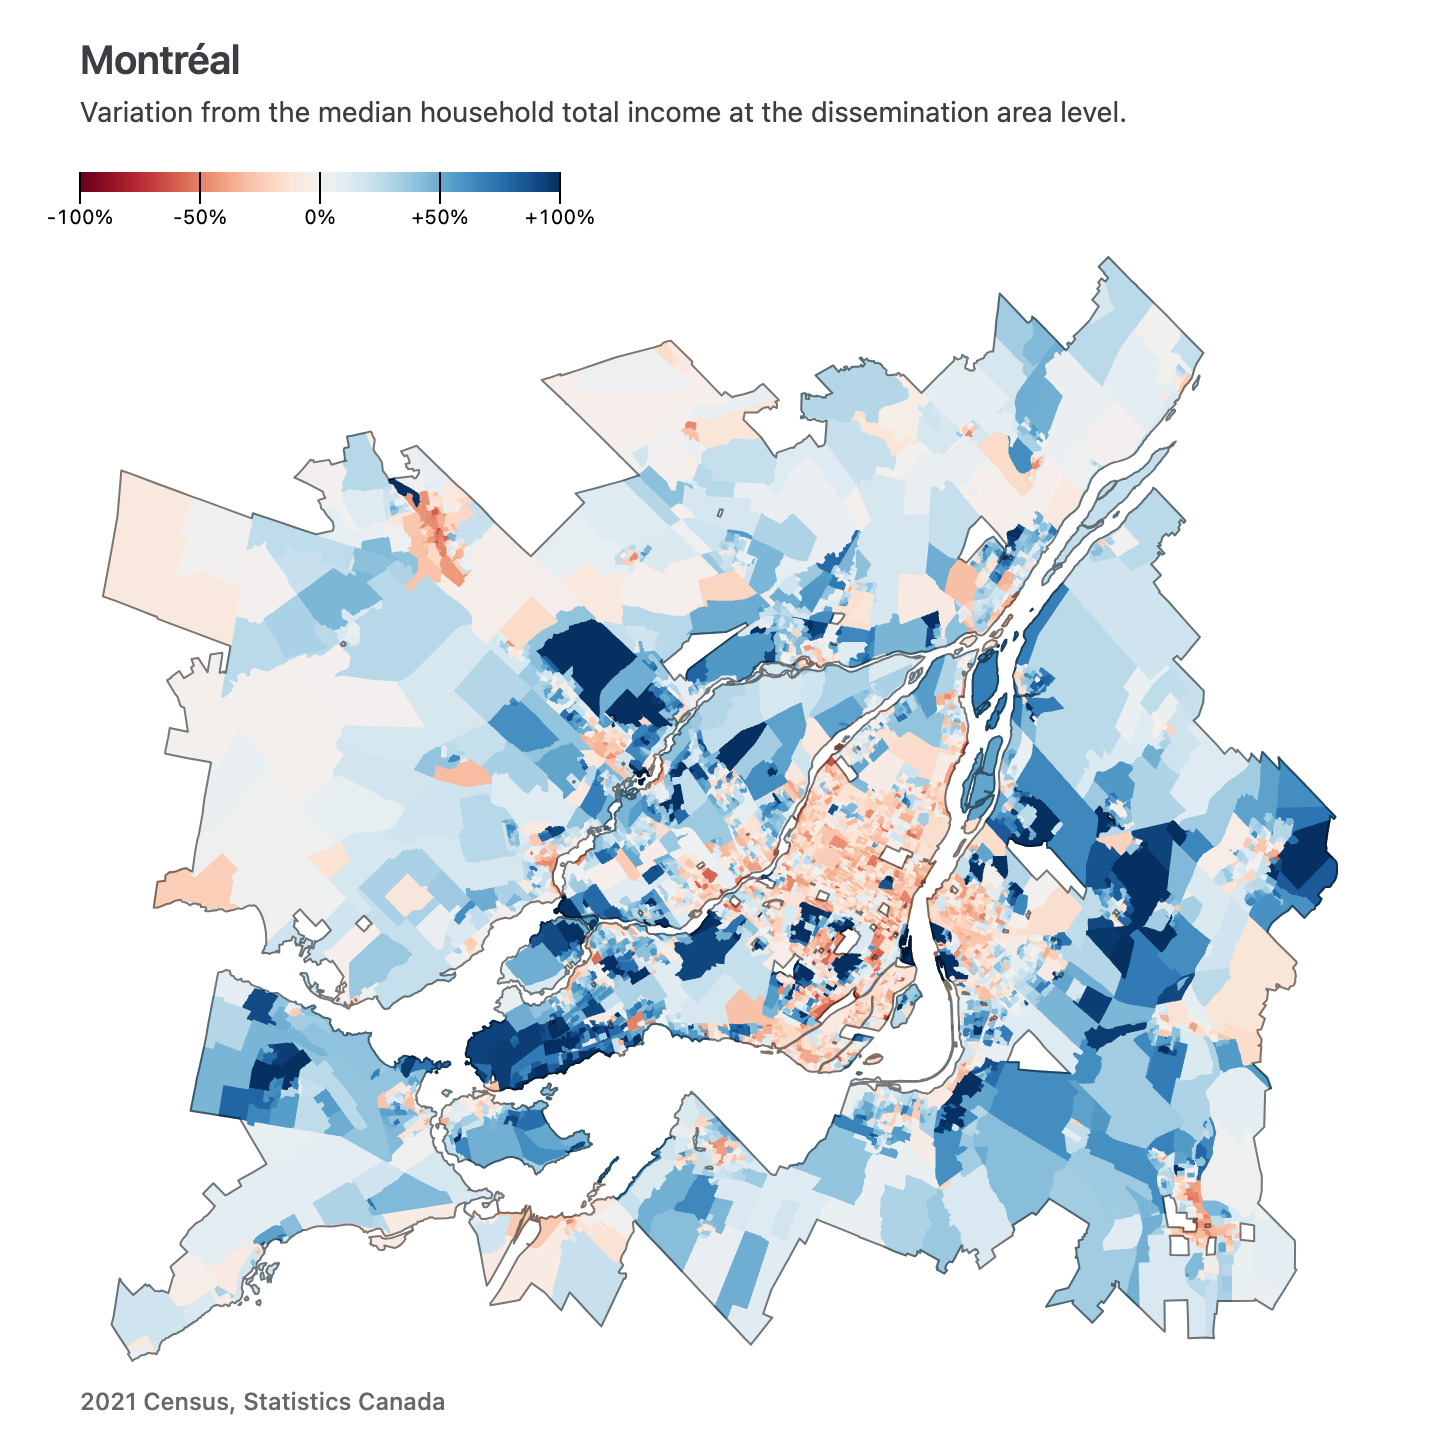 Montréal
Variation from the median household total income at the dissemination area level.
-100% -50% 0% +50% +100%
2021 Census, Statistics Canada